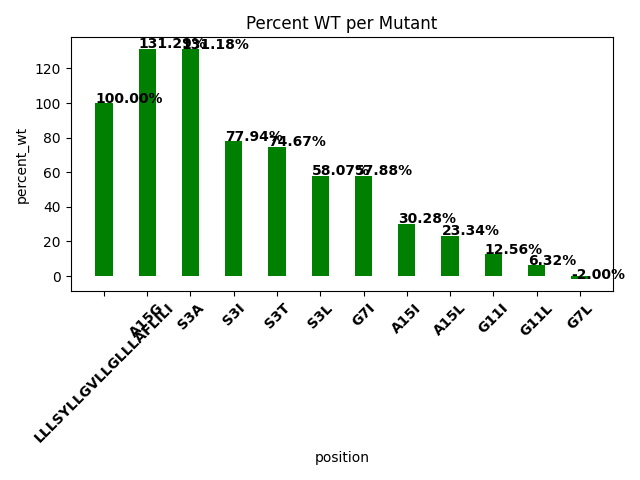 Percent WT per Mutant
percent_wt
120
100
80
60
40
20
0
100.00%
131.29%
131.18%
77.94%
74.67%
58.07%
57.88%
30.28%
23.34%
12.56%
6.32%
-2.00%
LLLSYLLGVLLGLLLAFLILI
A15G
S3A
S3I
S3T
S3L
G7I
A15I
A15L
G11I
G11L
G7L
position